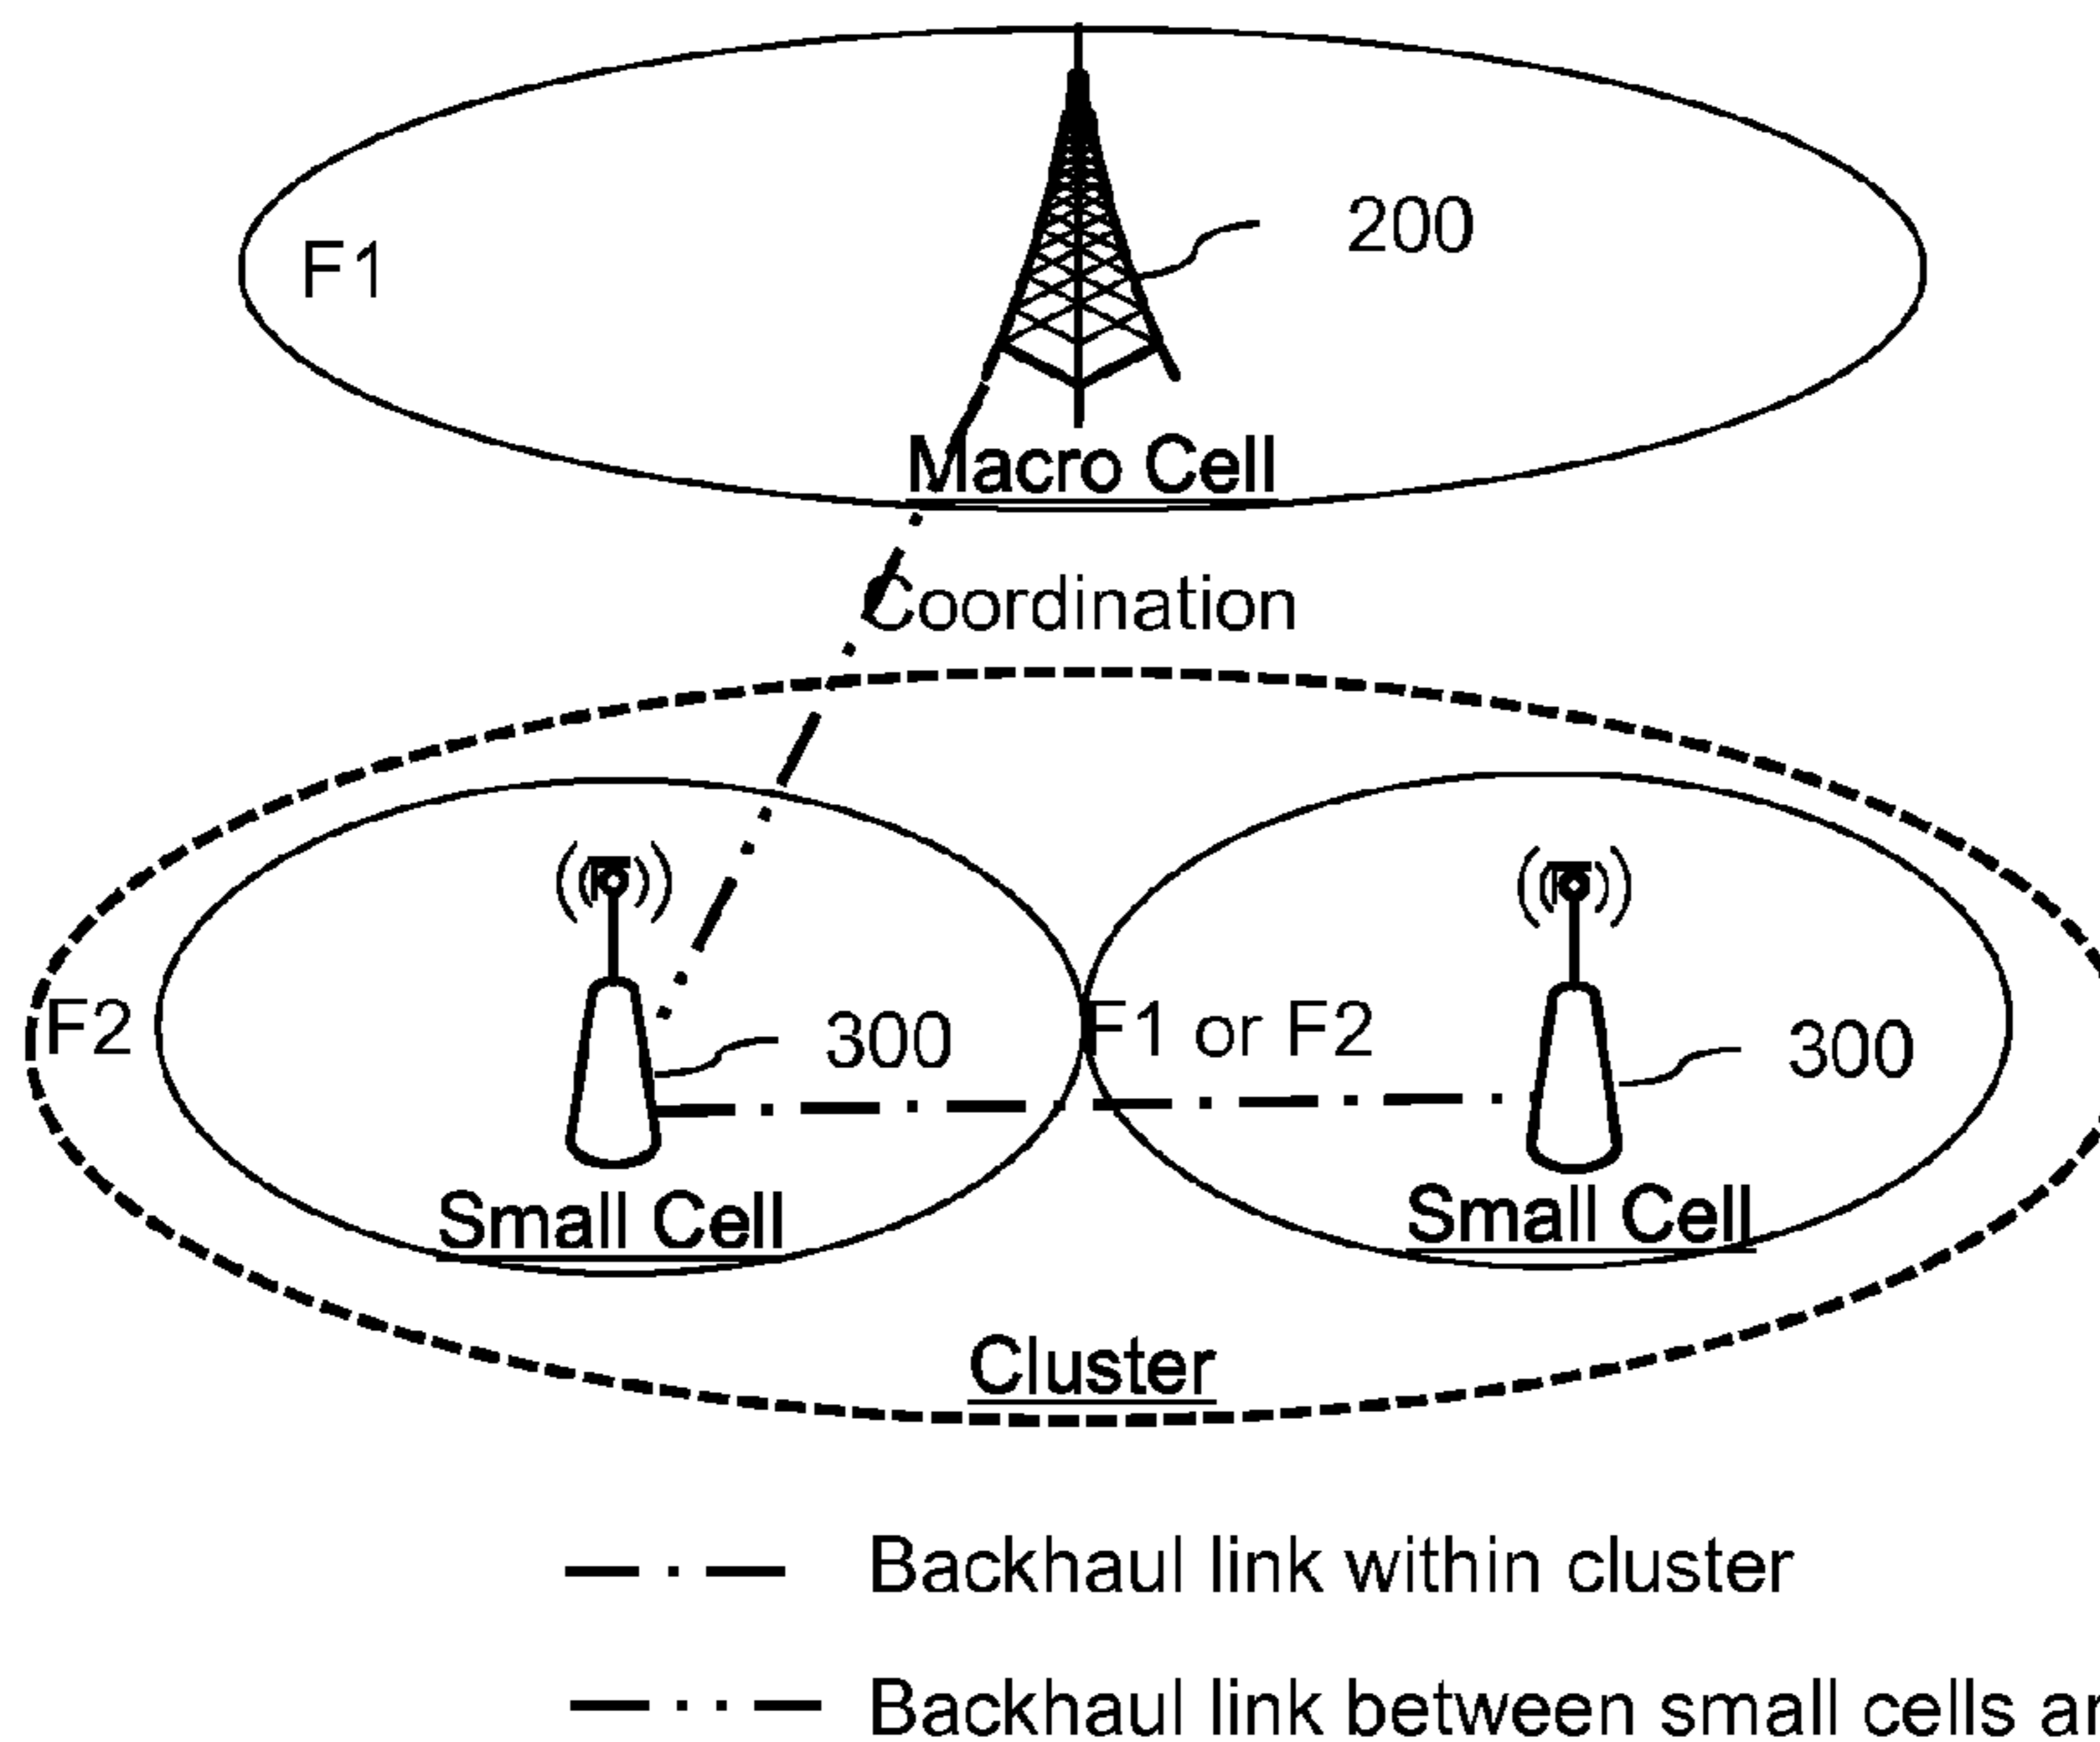 F1
200
Macro Cell
Coordination
F2
300
F1 or F2
300
Small Cell
Small Cell
Cluster
Backhaul link within cluster
Backhaul link between small cells